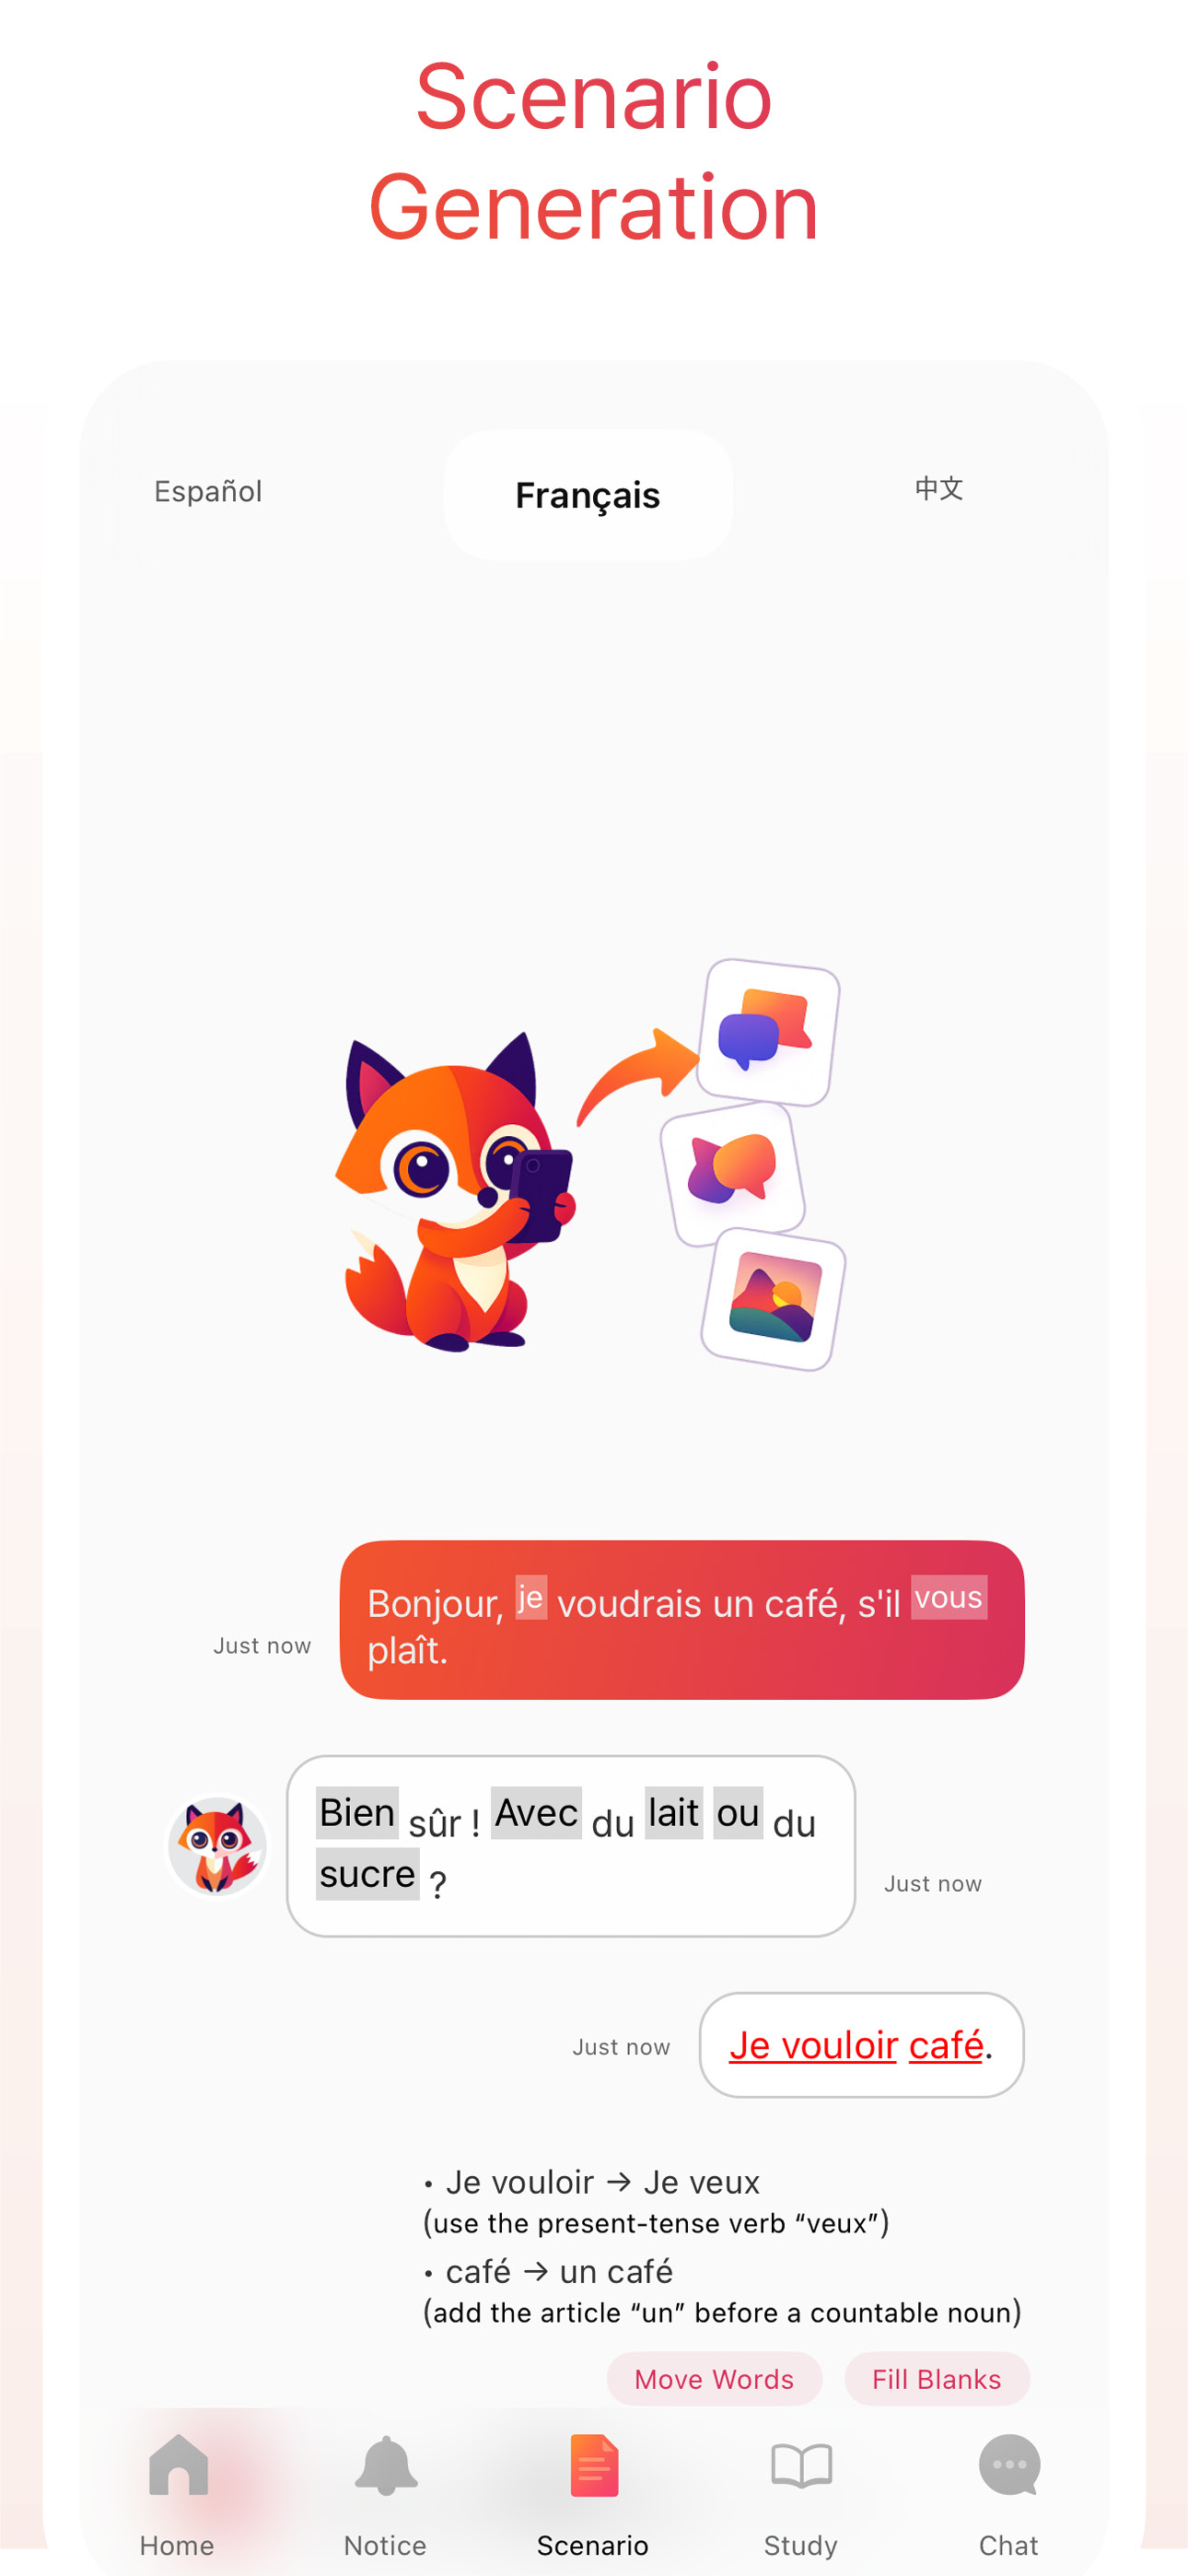 Scenario
Generation
Español
Français
中文
Bonjour, je voudrais un café, s'il vous
plaît.
Just now
Bien sûr ! Avec du lait ou du
sucre ?
Just now
Just now
Je vouloir café.
• Je vouloir → Je veux
(use the present-tense verb “veux”)
• café → un café
(add the article “un” before a countable noun)
Move Words
Fill Blanks
Home
Notice
Scenario
Study
Chat